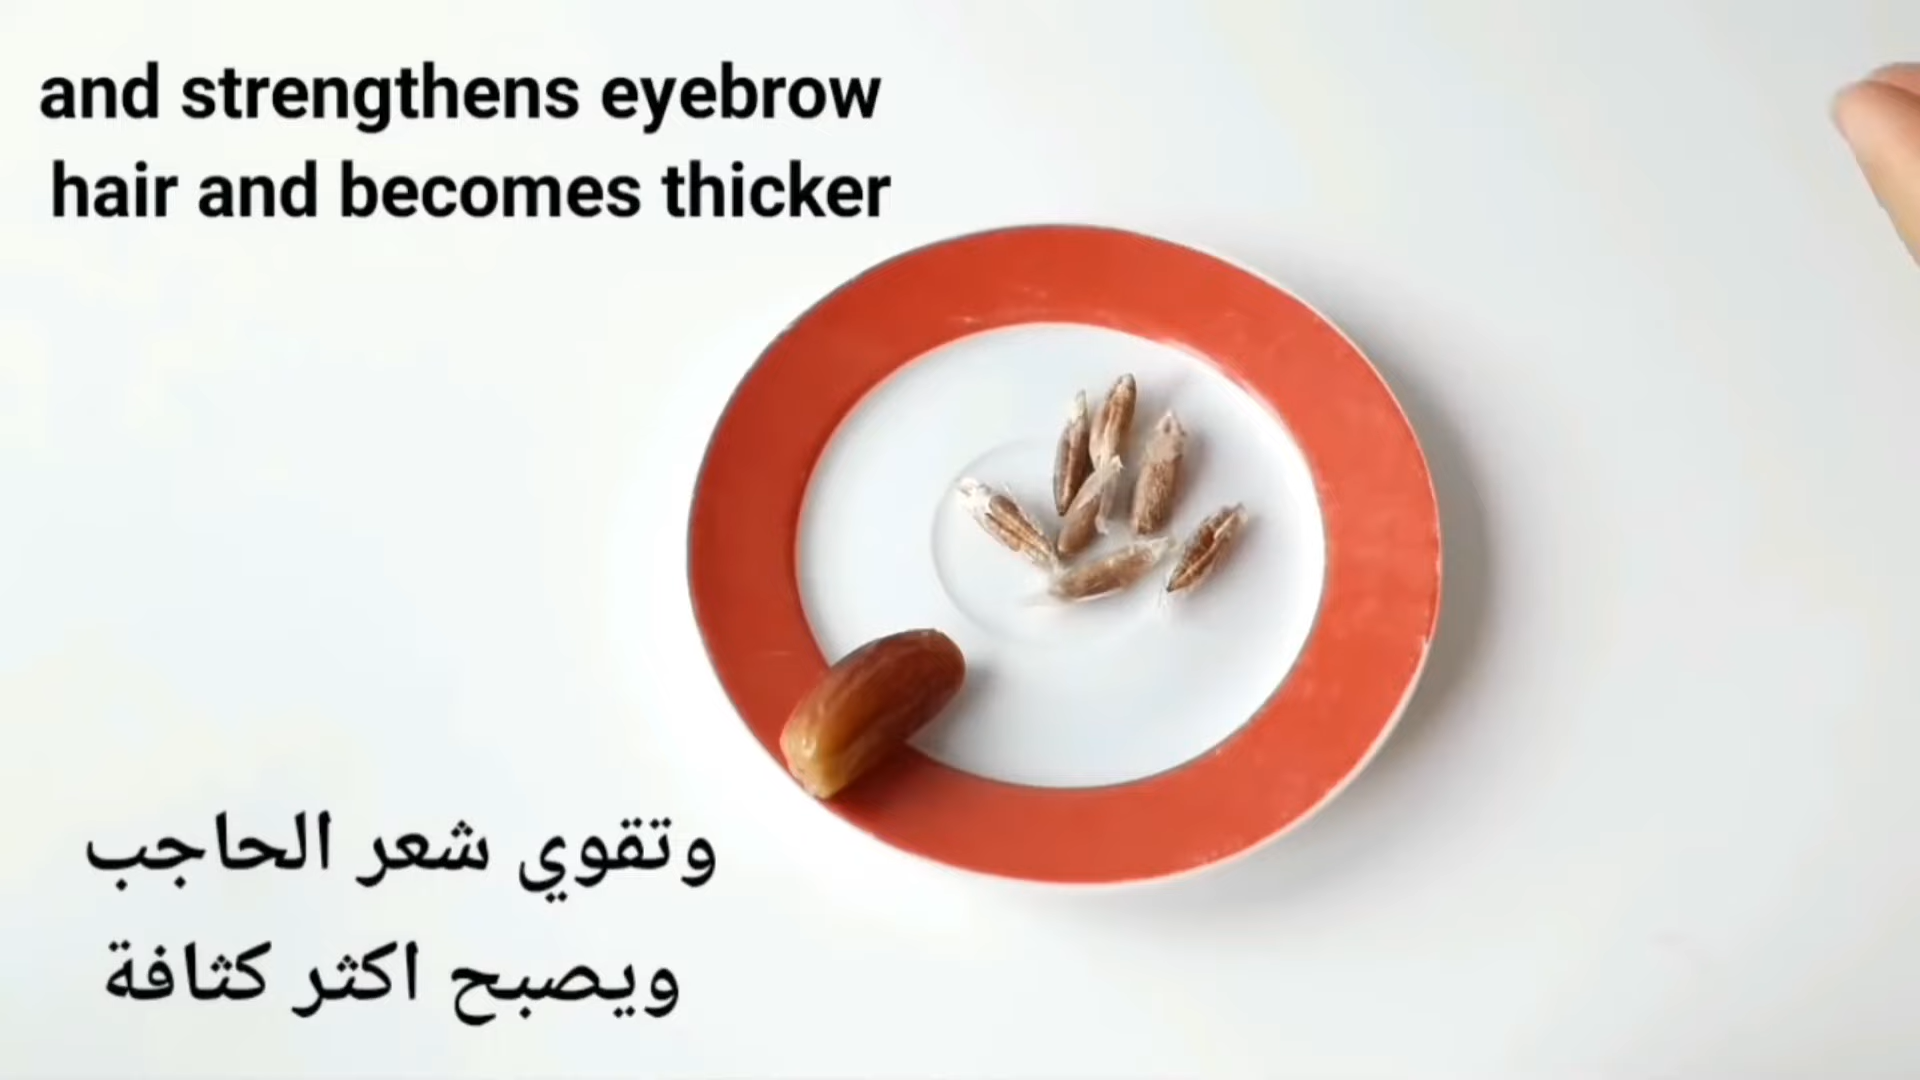 and strengthens eyebrow
hair and becomes thicker
وتقوي شعر الحاجب
ويصبح اكثر كثافة